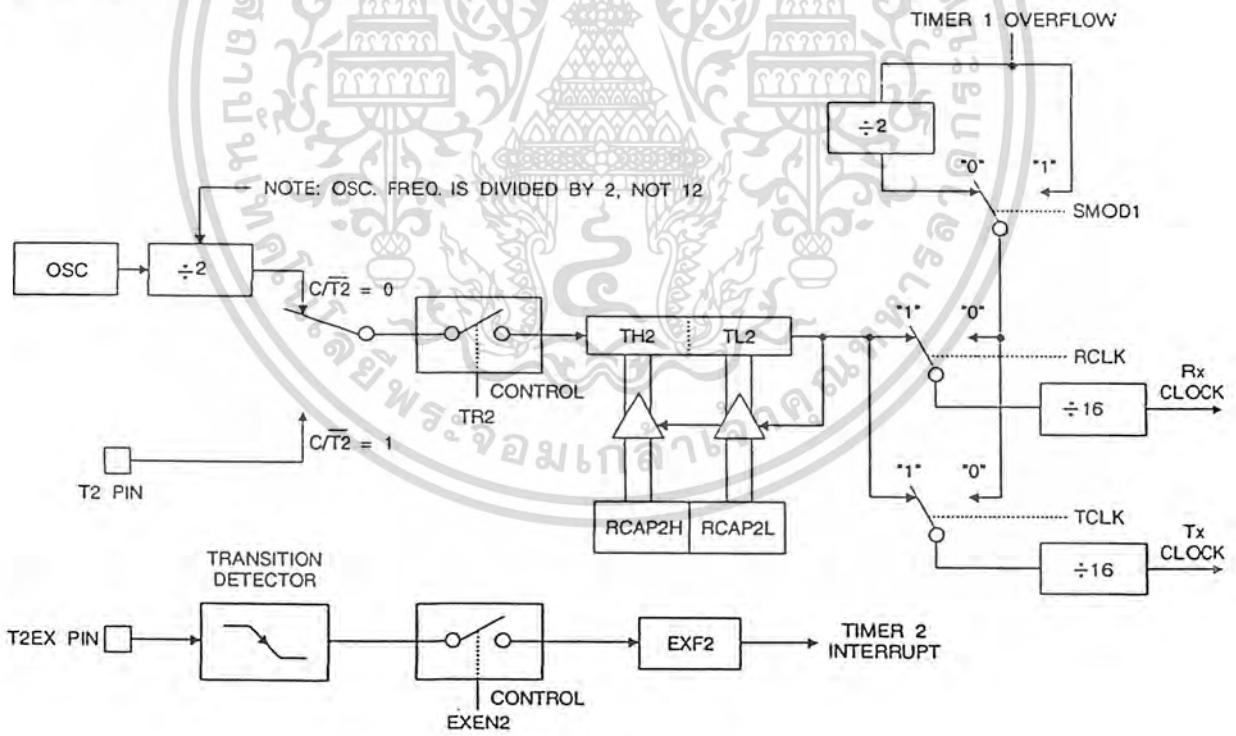 TIMER 1 OVERFLOW
÷2
"0" "1"
NOTE: OSC. FREQ. IS DIVIDED BY 2, NOT 12
SMOD1
OSC
÷2
C/T̅2̅ = 0
TH2 TL2
"1" "0"
RCLK
CONTROL
TR2
Rx
CLOCK
÷16
C/T̅2̅ = 1
T2 PIN
"1" "0"
RCAP2H RCAP2L
TCLK
Tx
CLOCK
÷16
TRANSITION
DETECTOR
T2EX PIN
EXF2
TIMER 2
INTERRUPT
CONTROL
EXEN2